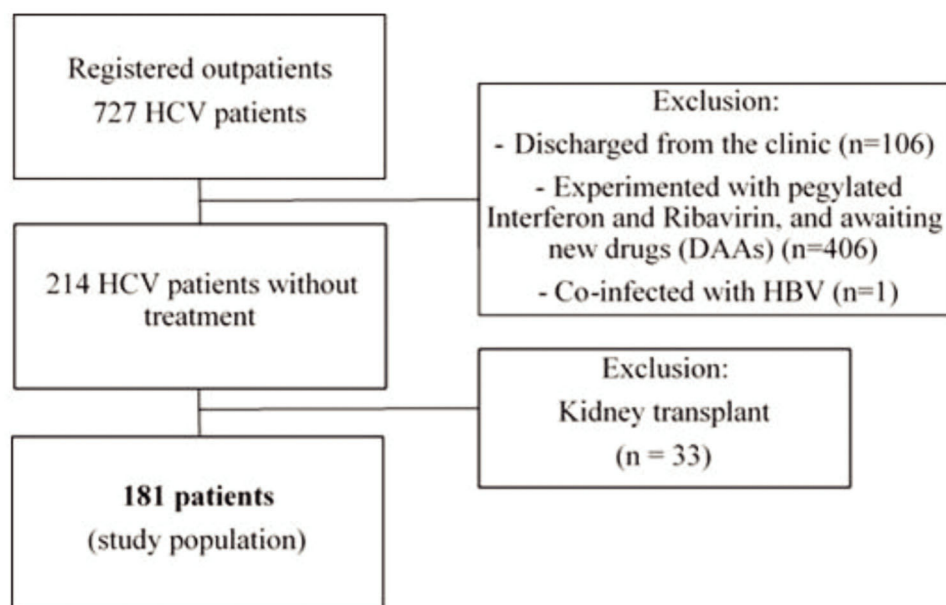 Registered outpatients
727 HCV patients
Exclusion:
- Discharged from the clinic (n=106)
- Experimented with pegylated
Interferon and Ribavirin, and awaiting
new drugs (DAAs) (n=406)
- Co-infected with HBV (n=1)
214 HCV patients without
treatment
Exclusion:
Kidney transplant
(n = 33)
181 patients
(study population)